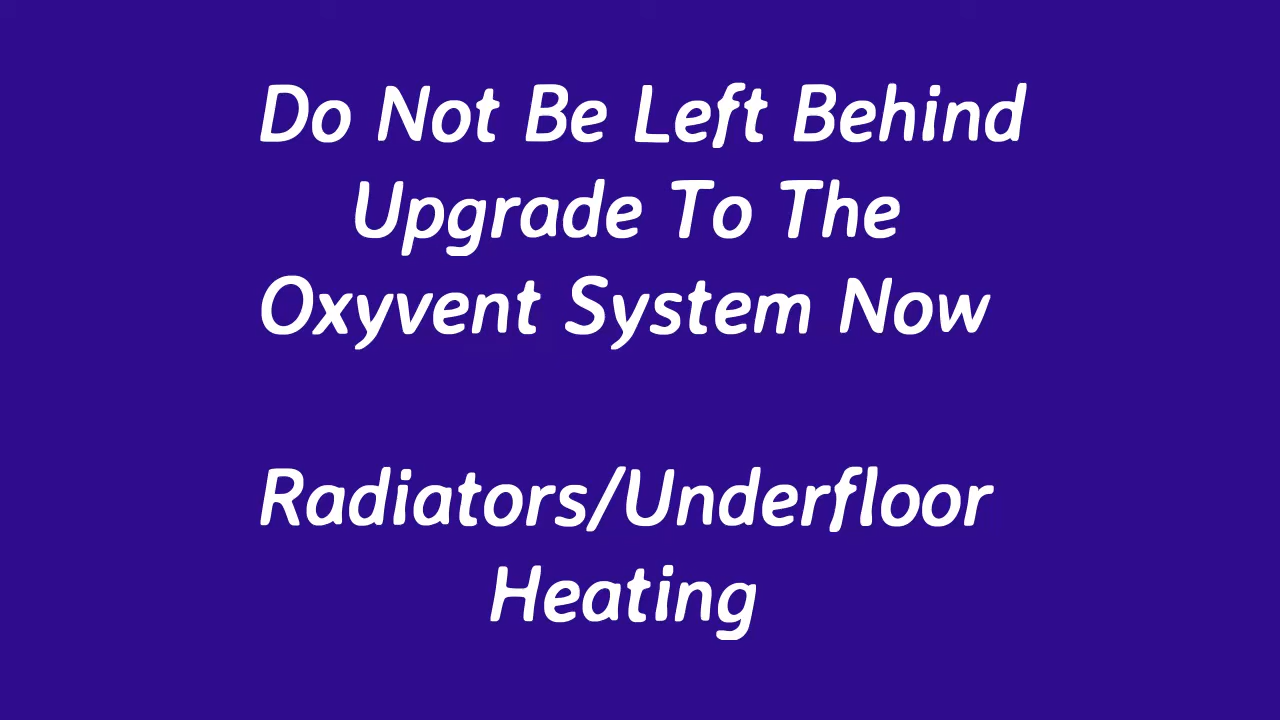 Do Not Be Left Behind
Upgrade To The
Oxyvent System Now
Radiators/Underfloor
Heating